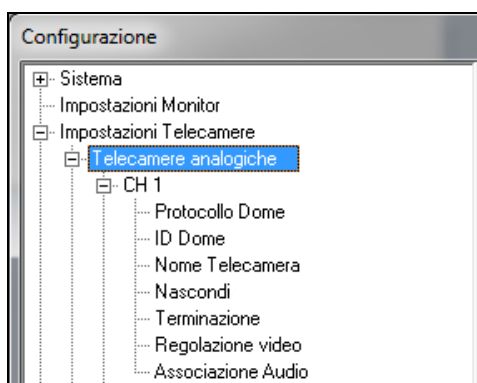 Configurazione
Sistema
Impostazioni Monitor
Impostazioni Telecamere
Telecamere analogiche
CH 1
Protocollo Dome
ID Dome
Nome Telecamera
Nascondi
Terminazione
Regolazione video
Associazione Audio